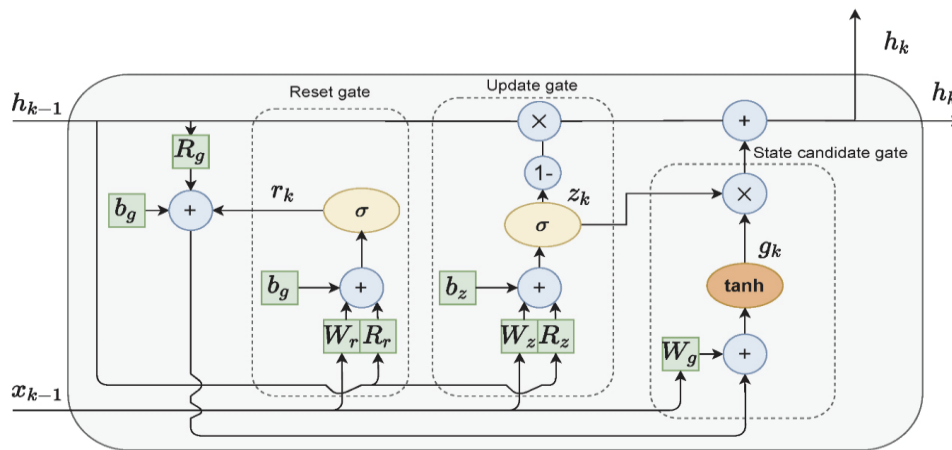 h_k
Reset gate
Update gate
h_{k-1}
×
+
R_g
State candidate gate
1-
r_k
z_k
×
b_g
+
σ
σ
g_k
b_g
+
b_z
+
tanh
W_r R_r
W_z R_z
W_g
+
x_{k-1}